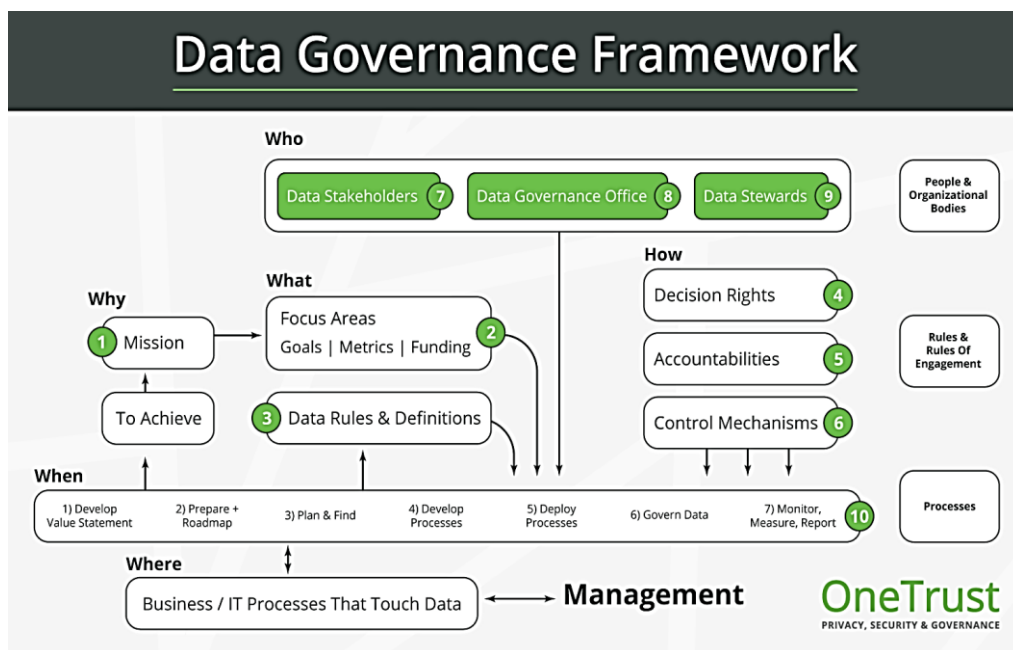 Data Governance Framework
Who
Data Stakeholders 7
Data Governance Office 8
Data Stewards 9
People &
Organizational
Bodies
How
Decision Rights 4
Accountabilities 5
Control Mechanisms 6
What
Focus Areas
Goals | Metrics | Funding
2
Why
1 Mission
Rules &
Rules Of
Engagement
To Achieve
3 Data Rules & Definitions
When
1) Develop
Value Statement
2) Prepare +
Roadmap
3) Plan & Find
4) Develop
Processes
5) Deploy
Processes
6) Govern Data
7) Monitor,
Measure, Report
10
Processes
Where
Business / IT Processes That Touch Data
Management
OneTrust
PRIVACY, SECURITY & GOVERNANCE